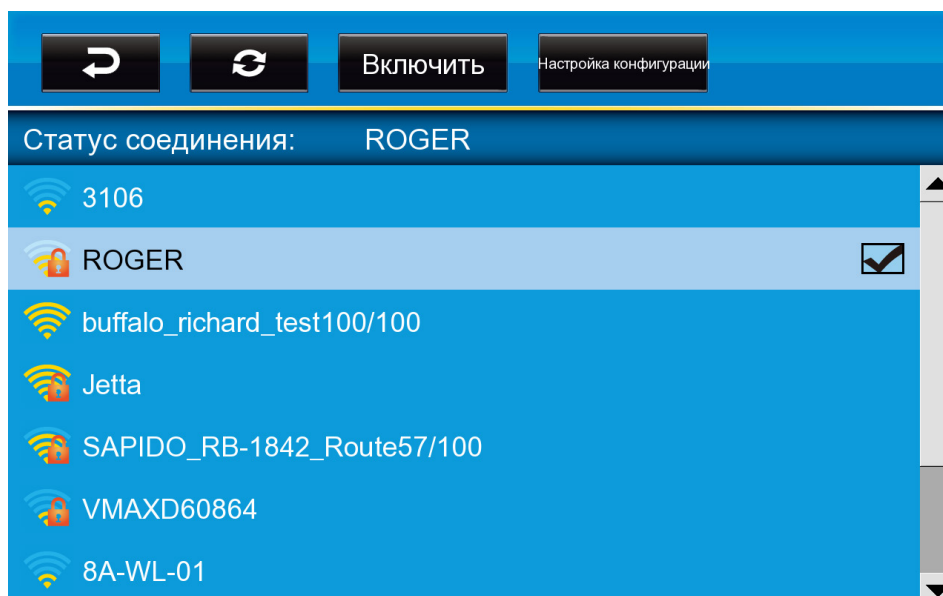 Включить Настройка конфигурации
Статус соединения: ROGER
3106
ROGER
buffalo_richard_test100/100
Jetta
SAPIDO_RB-1842_Route57/100
VMAXD60864
8A-WL-01